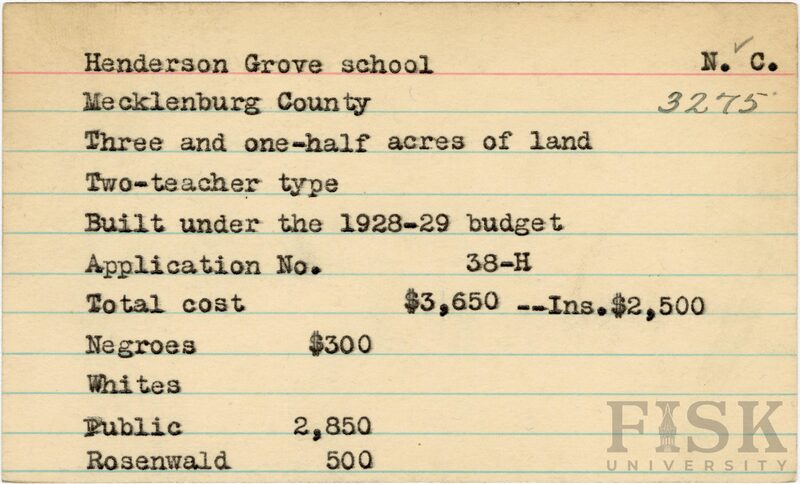 Henderson Grove school N. C.
Mecklenburg County 3275
Three and one-half acres of land
Two-teacher type
Built under the 1928-29 budget
Application No. 38-H
Total cost $3,650 --Ins.$2,500
Negroes $300
Whites
Public 2,850
Rosenwald 500
FISK
UNIVERSITY